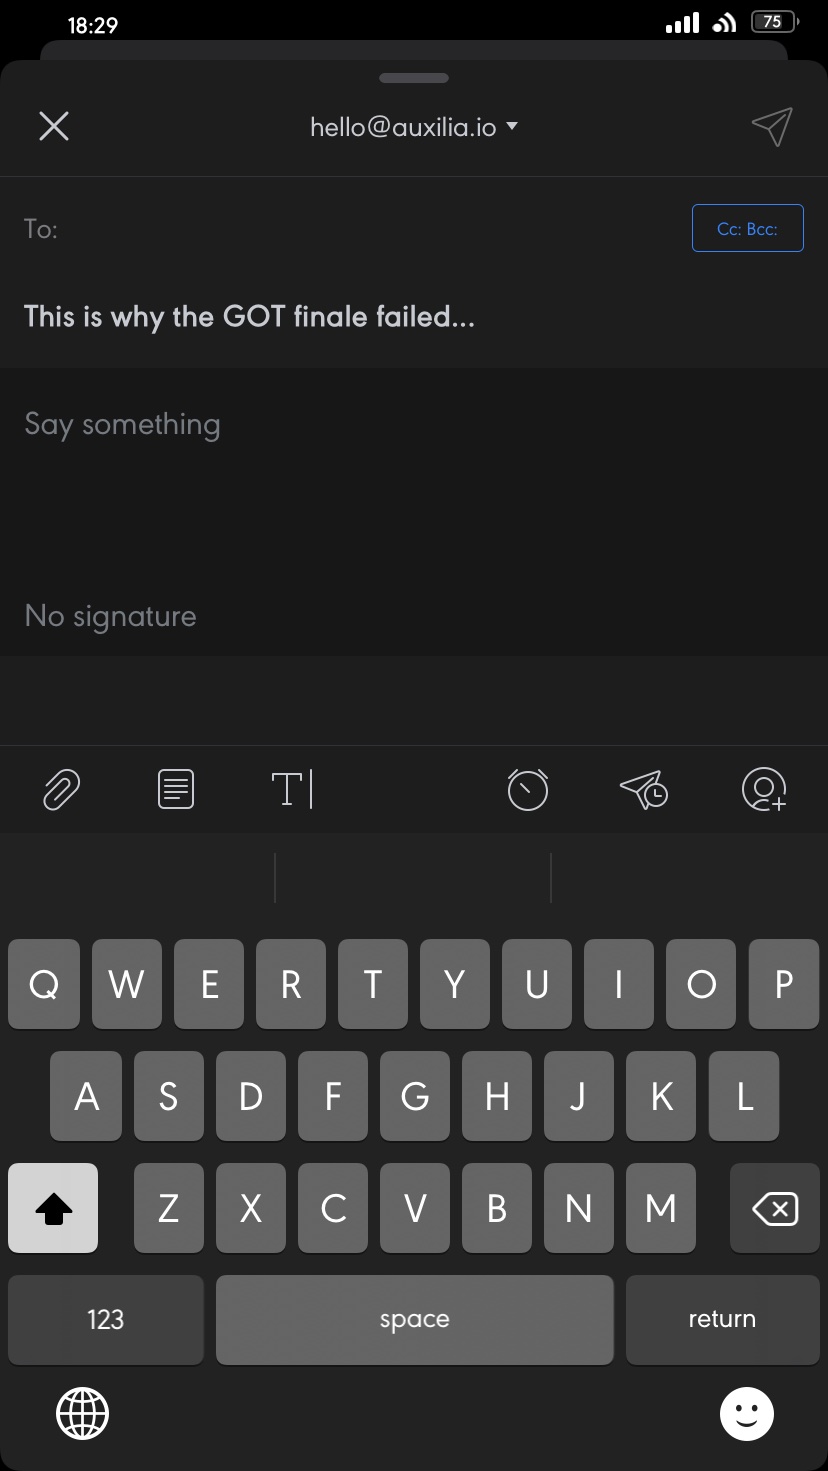 18:29
75
hello@auxilia.io
To:
Cc: Bcc:
This is why the GOT finale failed...
Say something
No signature
T
Q W E R T Y U I O P
A S D F G H J K L
Z X C V B N M
123 space return